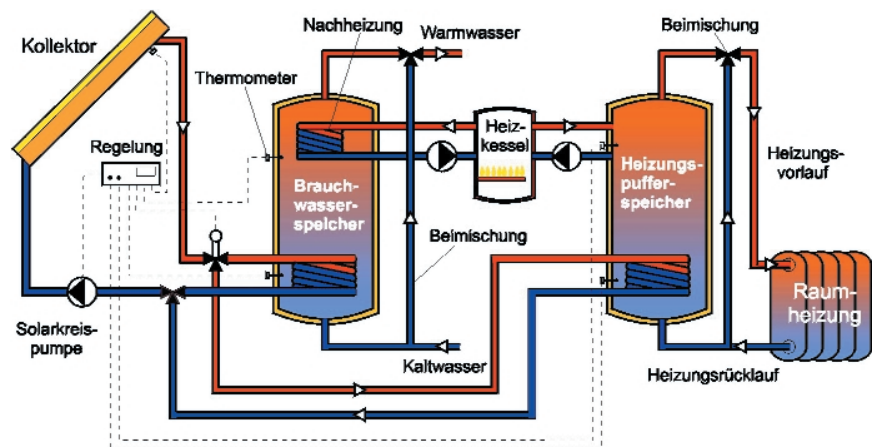 Kollektor
Nachheizung
Warmwasser
Beimischung
Thermometer
Regelung
Heiz-
kessel
Heizungs-
vorlauf
Brauch-
wasser-
speicher
Heizungs-
puffer-
speicher
Beimischung
Solarkreis-
pumpe
Raum-
heizung
Kaltwasser
Heizungsrücklauf